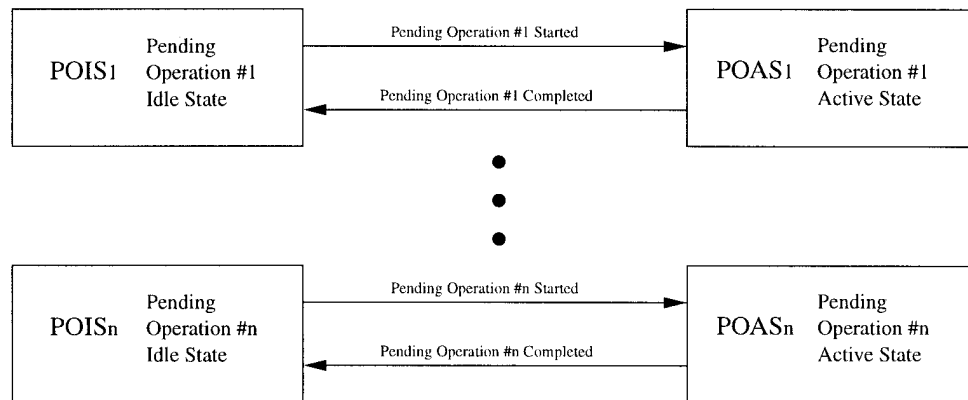 POIS1
Pending
Operation #1
Idle State
Pending Operation #1 Started
Pending Operation #1 Completed
POAS1
Pending
Operation #1
Active State
POISn
Pending
Operation #n
Idle State
Pending Operation #n Started
Pending Operation #n Completed
POASn
Pending
Operation #n
Active State